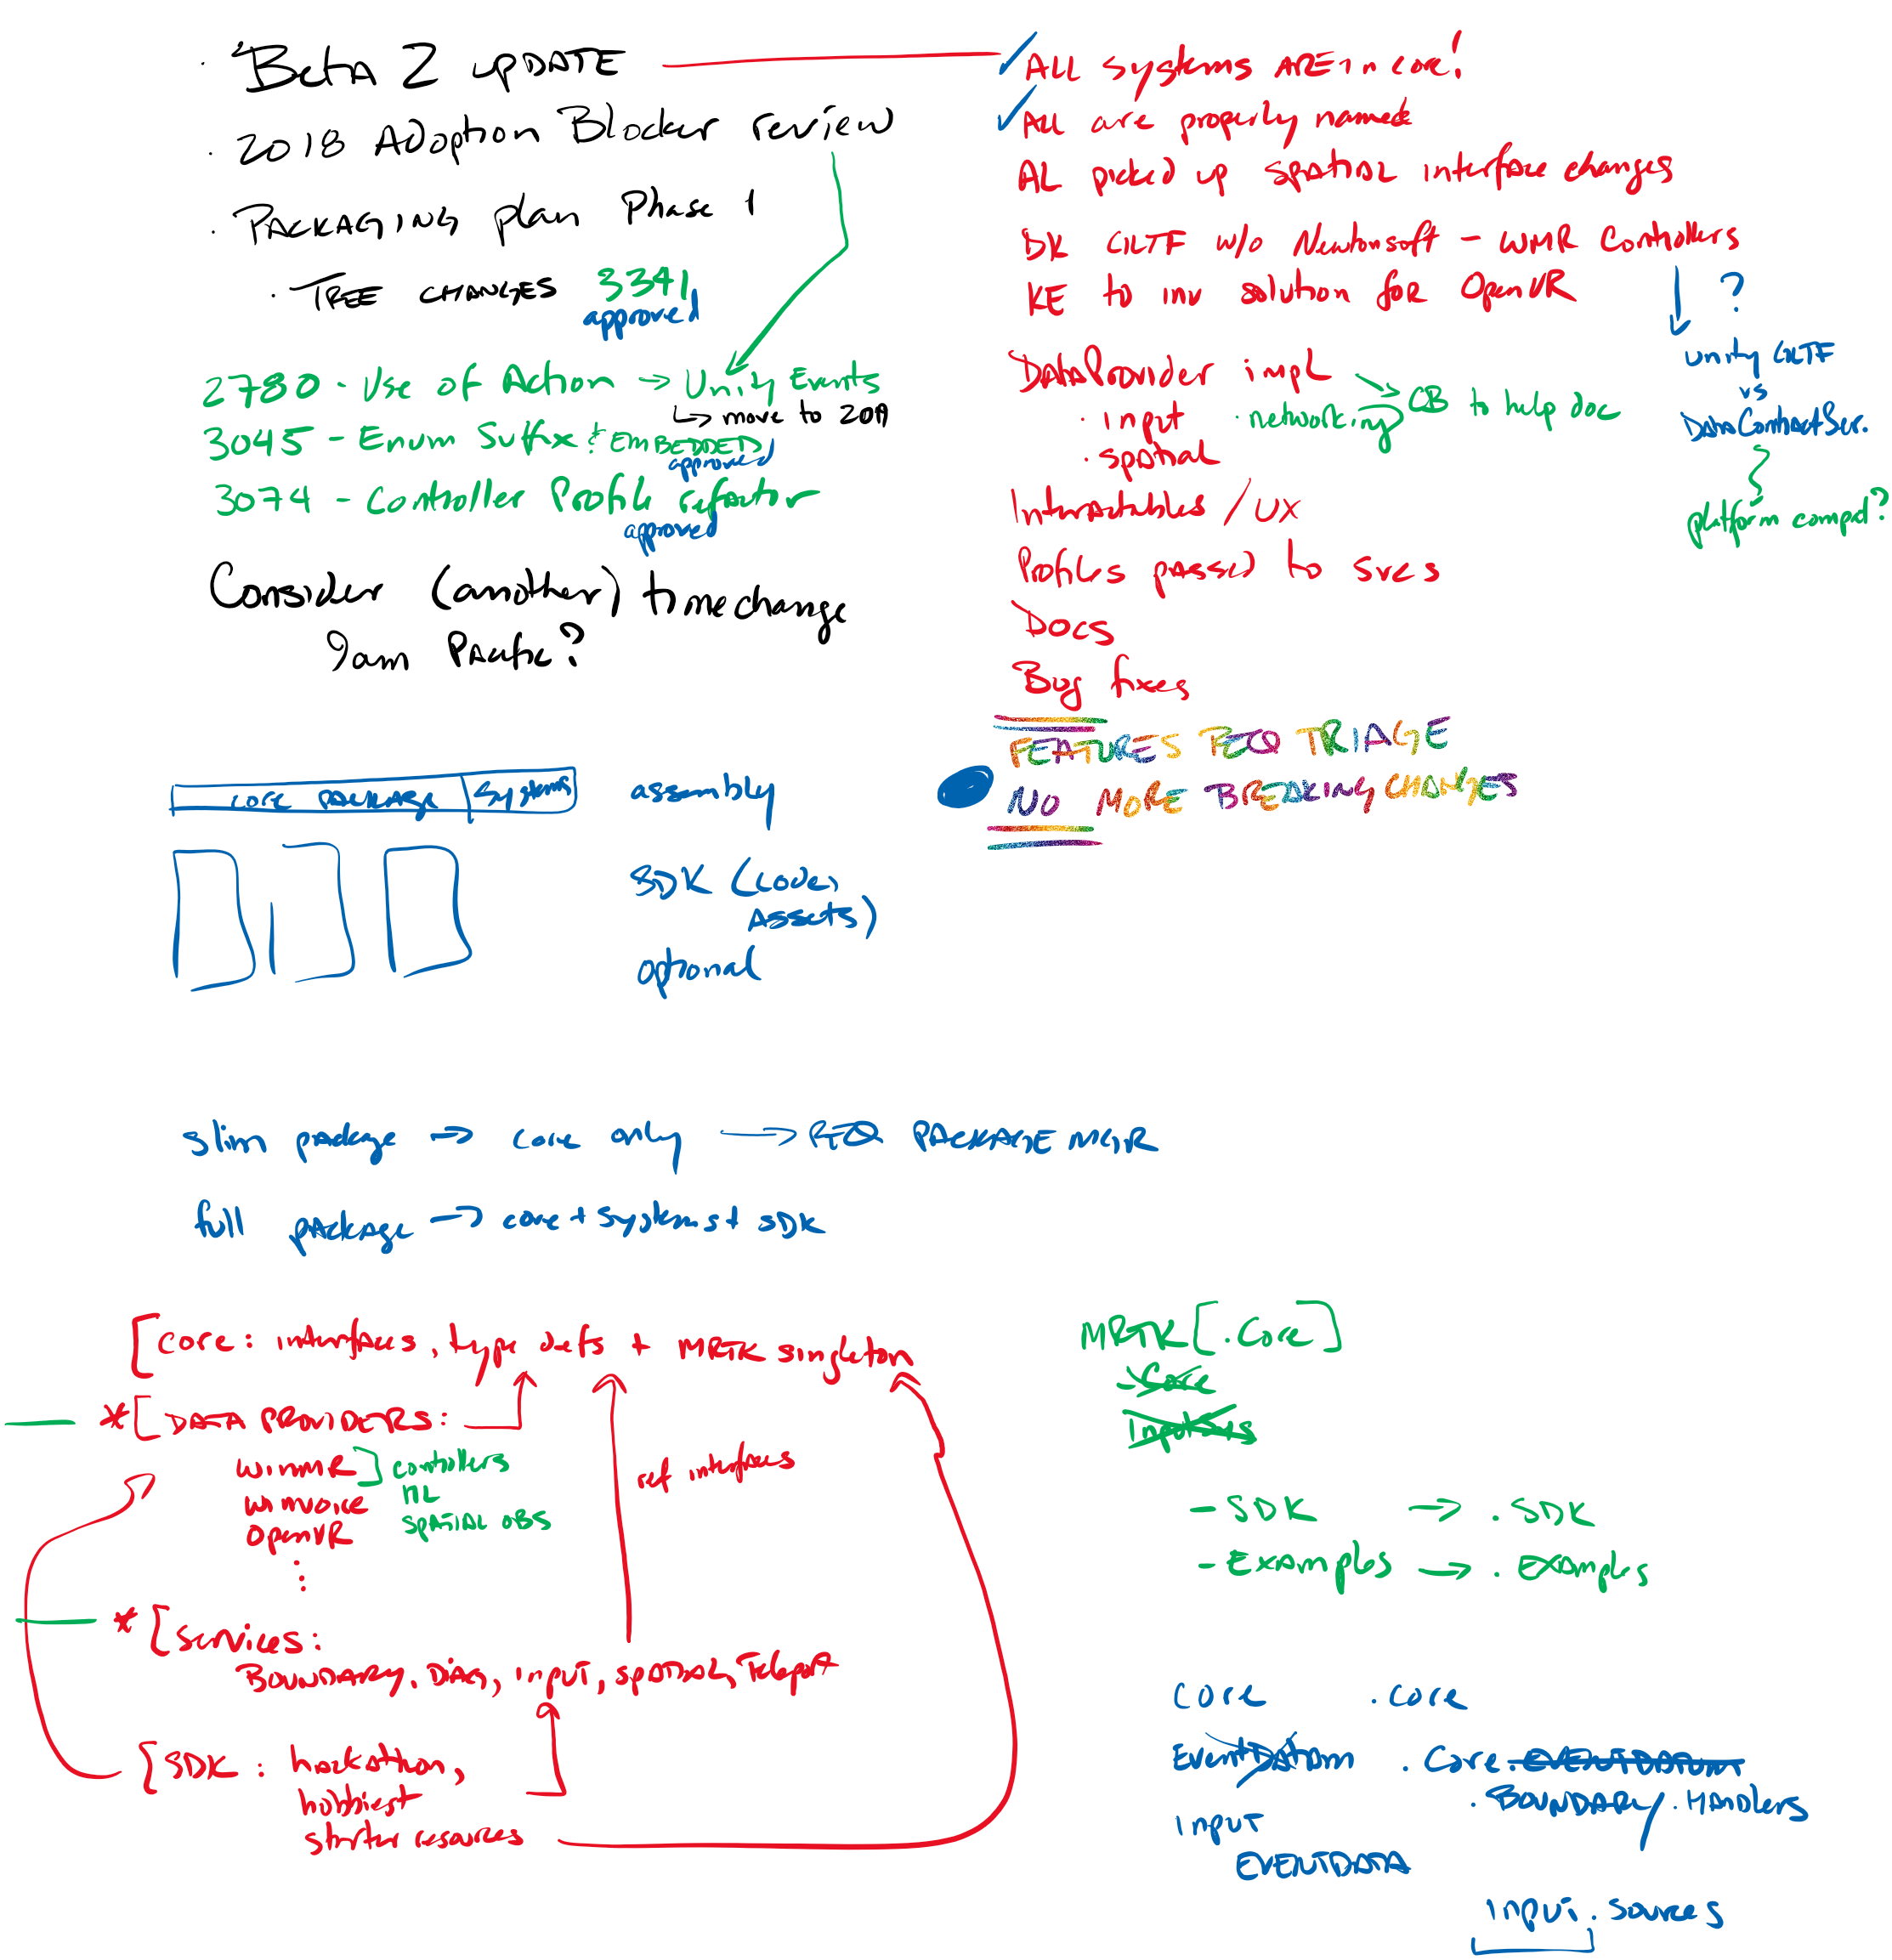 · Beta 2 UPDATE
· 2018 Adoption Blocker review
· PACKAGING plan Phase 1
· TREE CHANGES 3341
approved
2780 - Use of Action → Unity Events
↳ move to 2019
3045 - Enum Suffix & EMBEDDED
approved
3074 - Controller Profile refactor
approved
Consider (another) time change
9am Pacific?
✓ ALL systems ARE in core!
✓ ALL are properly named
AL picked up SPATIAL interface changes
DK GLTF w/o Newtonsoft - WMR Controllers
KE to inv solution for OpenVR
?
unity GLTF
vs
DataContractSer.
platform compat?
DataProvider impl
· input · networking CB to help doc
· spatial
Interactables / UX
Profiles passed to svcs
Docs
Bug fixes
FEATURES REQ TRIAGE
NO MORE BREAKING CHANGES
core PACKAGE Systems
assembly
SDK (code,
Assets)
optional
slim package → core only → REQ PACKAGE MGR
full package → core + systems + SDK
[core: interfaces, type defs + MRTK singleton
*[DATA PROVIDERS:
WinMR] controllers
WinVoice HL
OpenVR SPATIAL OBS
ref interfaces
*[Services:
BOUNDARY, DIAG, INPUT, SPATIAL, Teleport
[SDK: hackathon,
hobbiest
starter resources
MRTK[.Core]
- Core
InputSys
- SDK → .SDK
- Examples → .Examples
Core .Core
EventDatum .Core.EVENTDATUM
.BOUNDARY.Handlers
Input
EVENTDATA
Input.Sources